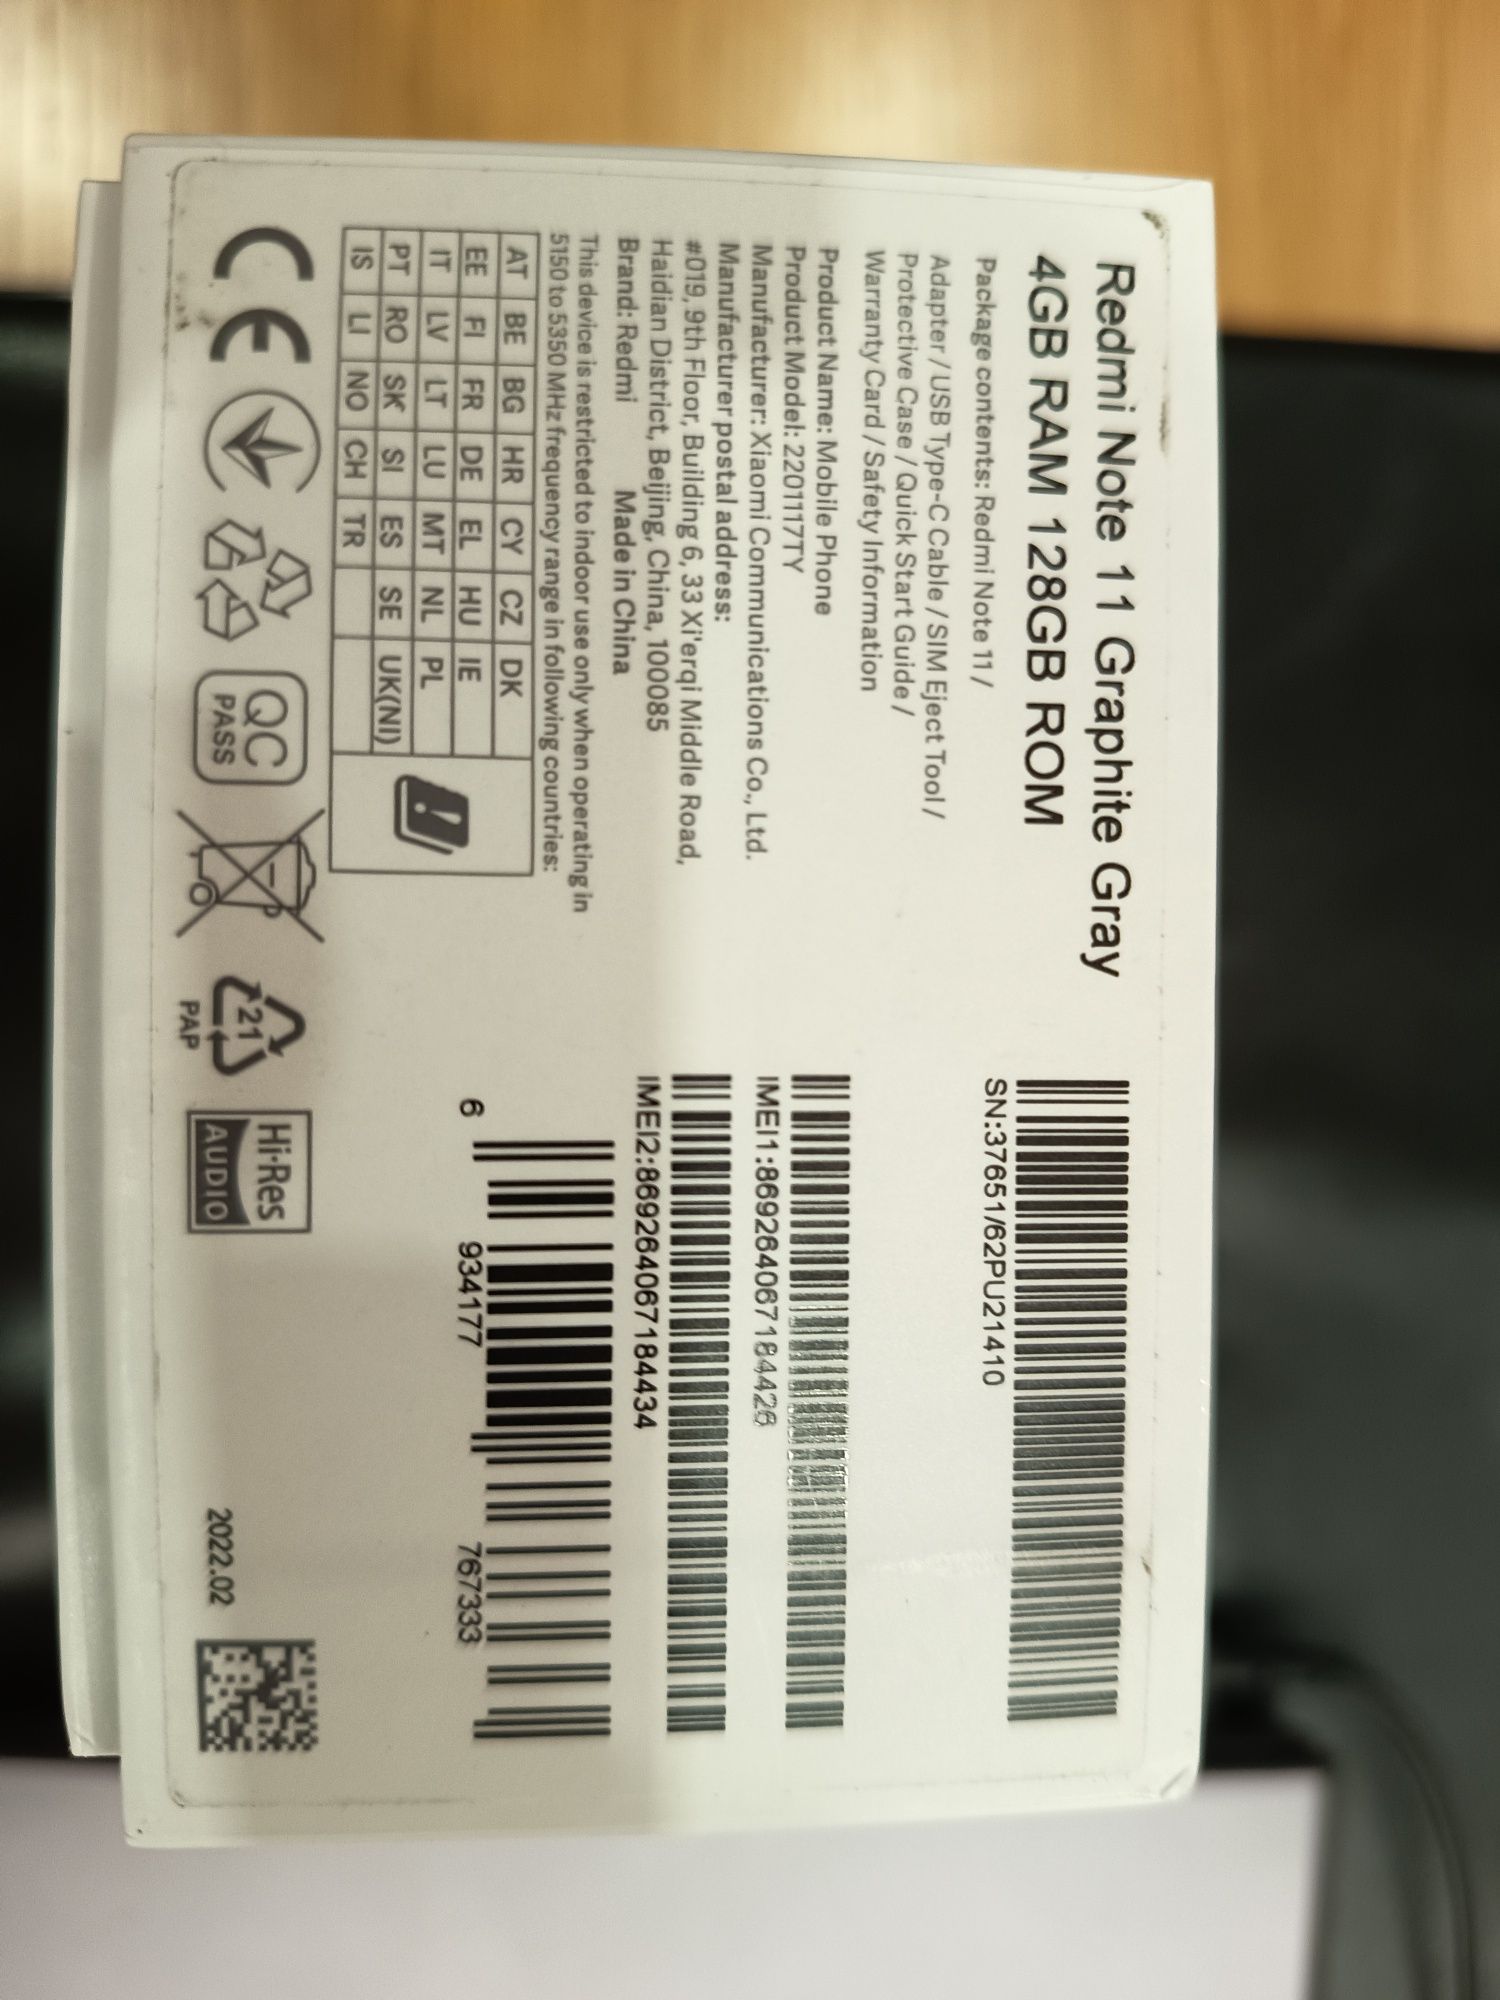 Redmi Note 11 Graphite Gray
4GB RAM 128GB ROM
Package contents: Redmi Note 11 /
Adapter / USB Type-C Cable / SIM Eject Tool /
Protective Case / Quick Start Guide /
Warranty Card / Safety Information
Product Name: Mobile Phone
Product Model: 2201117TY
Manufacturer: Xiaomi Communications Co., Ltd.
Manufacturer postal address:
#019, 9th Floor, Building 6, 33 Xi'erqi Middle Road,
Haidian District, Beijing, China, 100085
Brand: Redmi Made in China
This device is restricted to indoor use only when operating in
5150 to 5350 MHz frequency range in following countries:
AT BE BG HR CY CZ DK
EE FI FR DE EL HU IE
IT LV LT LU MT NL PL
PT RO SK SI ES SE UK(NI)
IS LI NO CH TR
SN:37651/62PU21410
IMEI1:869264067184426
IMEI2:869264067184434
6 934177 767333
CE
QC
PASS
21
PAP
Hi-Res
AUDIO
2022.02